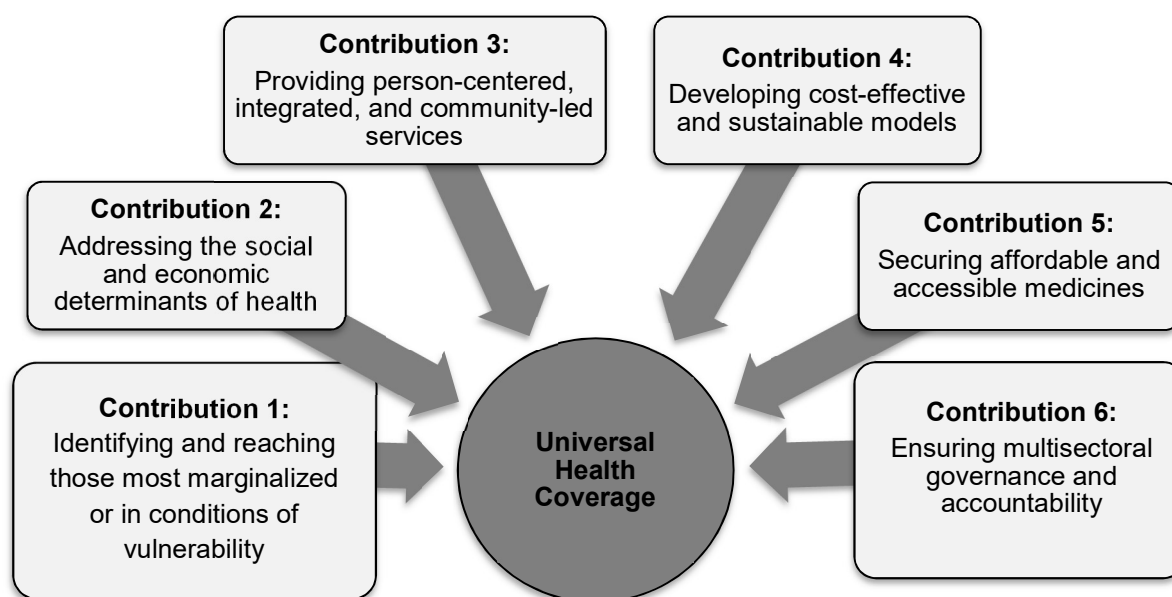 Contribution 3:
Providing person-centered,
integrated, and community-led
services
Contribution 4:
Developing cost-effective
and sustainable models
Contribution 2:
Addressing the social
and economic
determinants of health
Contribution 5:
Securing affordable and
accessible medicines
Contribution 1:
Identifying and reaching
those most marginalized
or in conditions of
vulnerability
Universal
Health
Coverage
Contribution 6:
Ensuring multisectoral
governance and
accountability